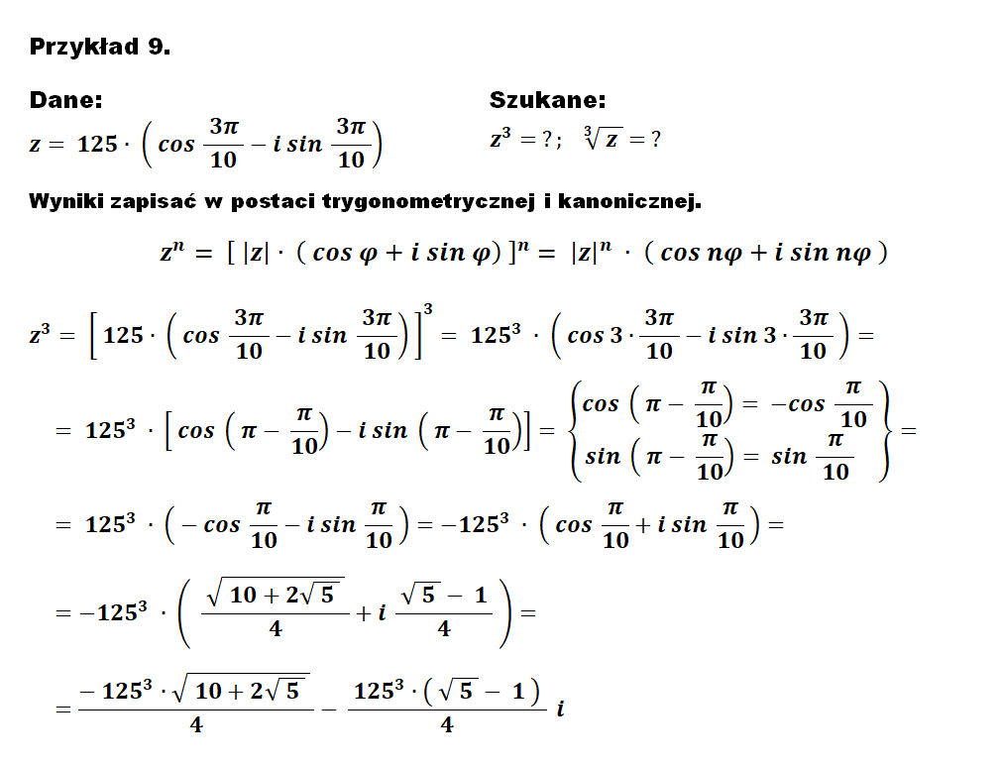 Przykład 9.
Dane: Szukane:
z = 125 · ( cos 3π/10 − i sin 3π/10 ) z³ = ? ; ∛z = ?
Wyniki zapisać w postaci trygonometrycznej i kanonicznej.
zⁿ = [ |z| · ( cos φ + i sin φ) ]ⁿ = |z|ⁿ · ( cos nφ + i sin nφ )
z³ = [ 125 · ( cos 3π/10 − i sin 3π/10 ) ]³ = 125³ · ( cos 3 · 3π/10 − i sin 3 · 3π/10 ) =
= 125³ · [ cos ( π − π/10 ) − i sin ( π − π/10 ) ] = { cos ( π − π/10 ) = −cos π/10
sin ( π − π/10 ) = sin π/10 } =
= 125³ · ( − cos π/10 − i sin π/10 ) = −125³ · ( cos π/10 + i sin π/10 ) =
= −125³ · ( √(10 + 2√5)/4 + i (√5 − 1)/4 ) =
= (− 125³ · √(10 + 2√5))/4 − (125³ · ( √5 − 1 ))/4 i